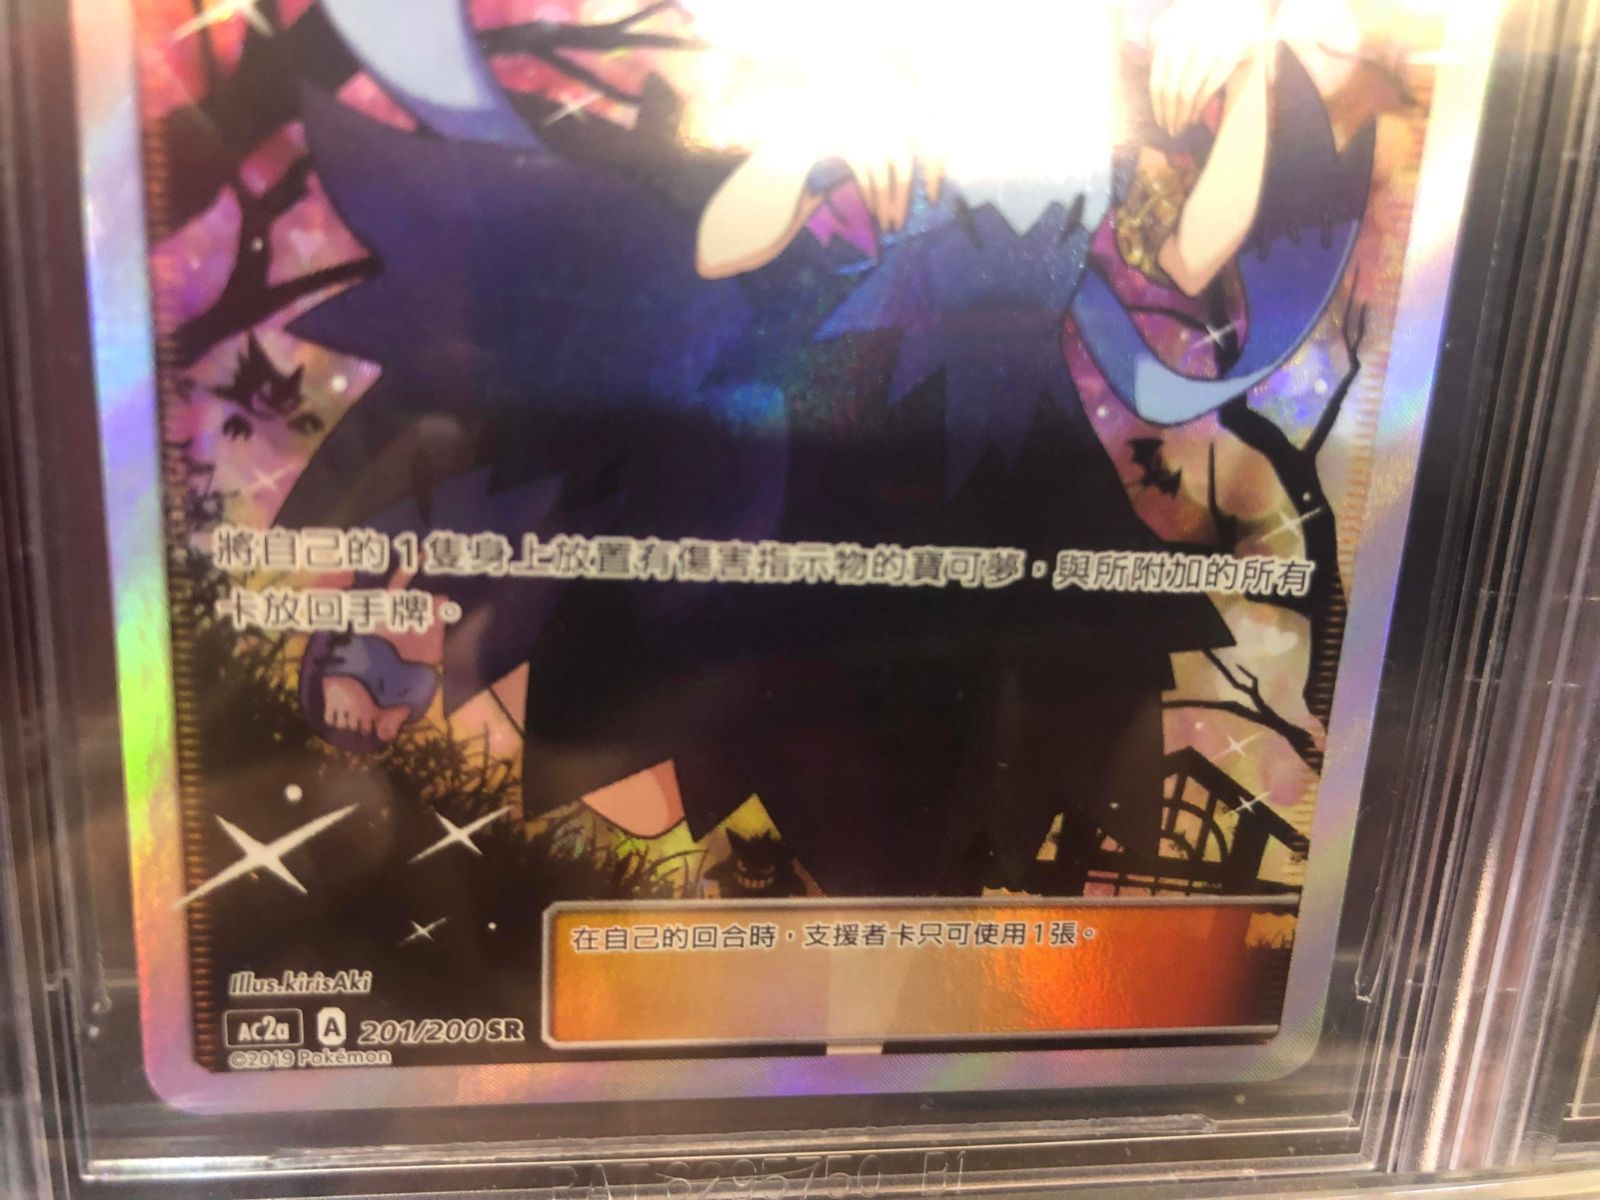 將自己的1隻身上放置有傷害指示物的寶可夢,與所附加的所有
卡放回手牌。
在自己的回合時,支援者卡只可使用1張。
Illus.kirisAki
AC2a A 201/200 SR
©2019 Pokémon
PAT 6295750 B1